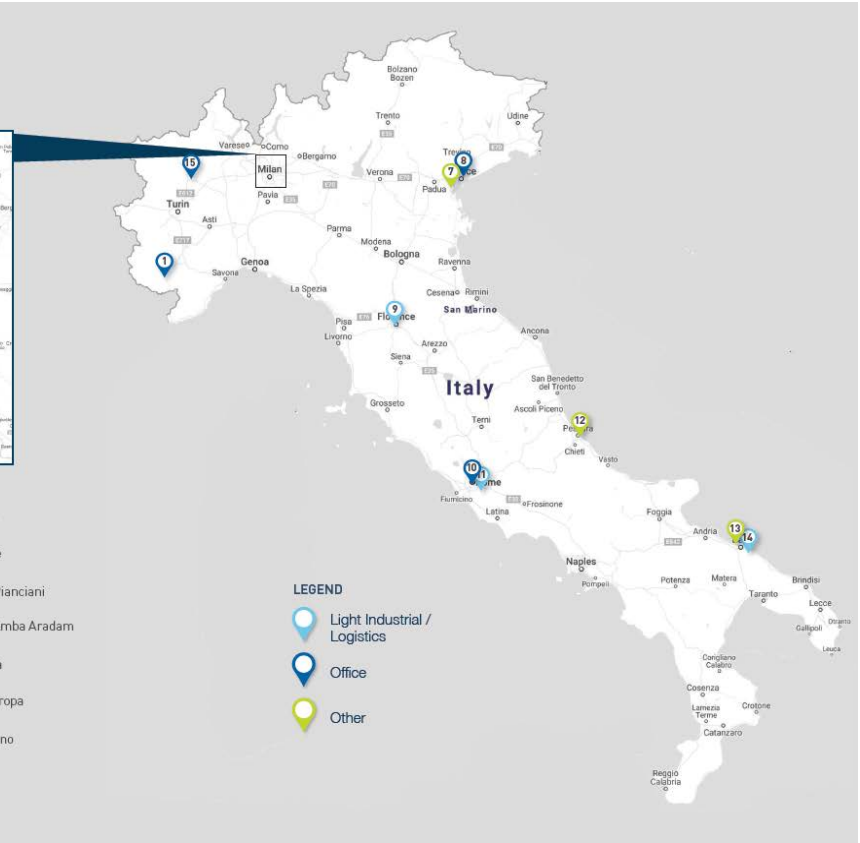 Bolzano
Bozen
Trento
Udine
Varese
Como
Bergamo
15
8
Milan
Verona
7
Padua
Pavia
Turin
Asti
Parma
Modena
Bologna
1
Genoa
Savona
Ravenna
La Spezia
Cesena
Rimini
San Marino
9
Pisa
Livorno
Ancona
Arezzo
Siena
Italy
San Benedetto
del Tronto
Grosseto
Ascoli Piceno
Terni
12
Chieti
Vasto
10
11
Fiumicino
Frosinone
Latina
Foggia
Andria
13
14
Naples
Pompeii
Potenza
Matera
Brindisi
Taranto
Lecce
Otranto
Gallipoli
Leuca
Corigliano
Calabro
Cosenza
Lamezia
Terme
Crotone
Catanzaro
Reggio
Calabria
LEGEND
Light Industrial /
Logistics
Office
Other
ianciani
mba Aradam
ropa
no